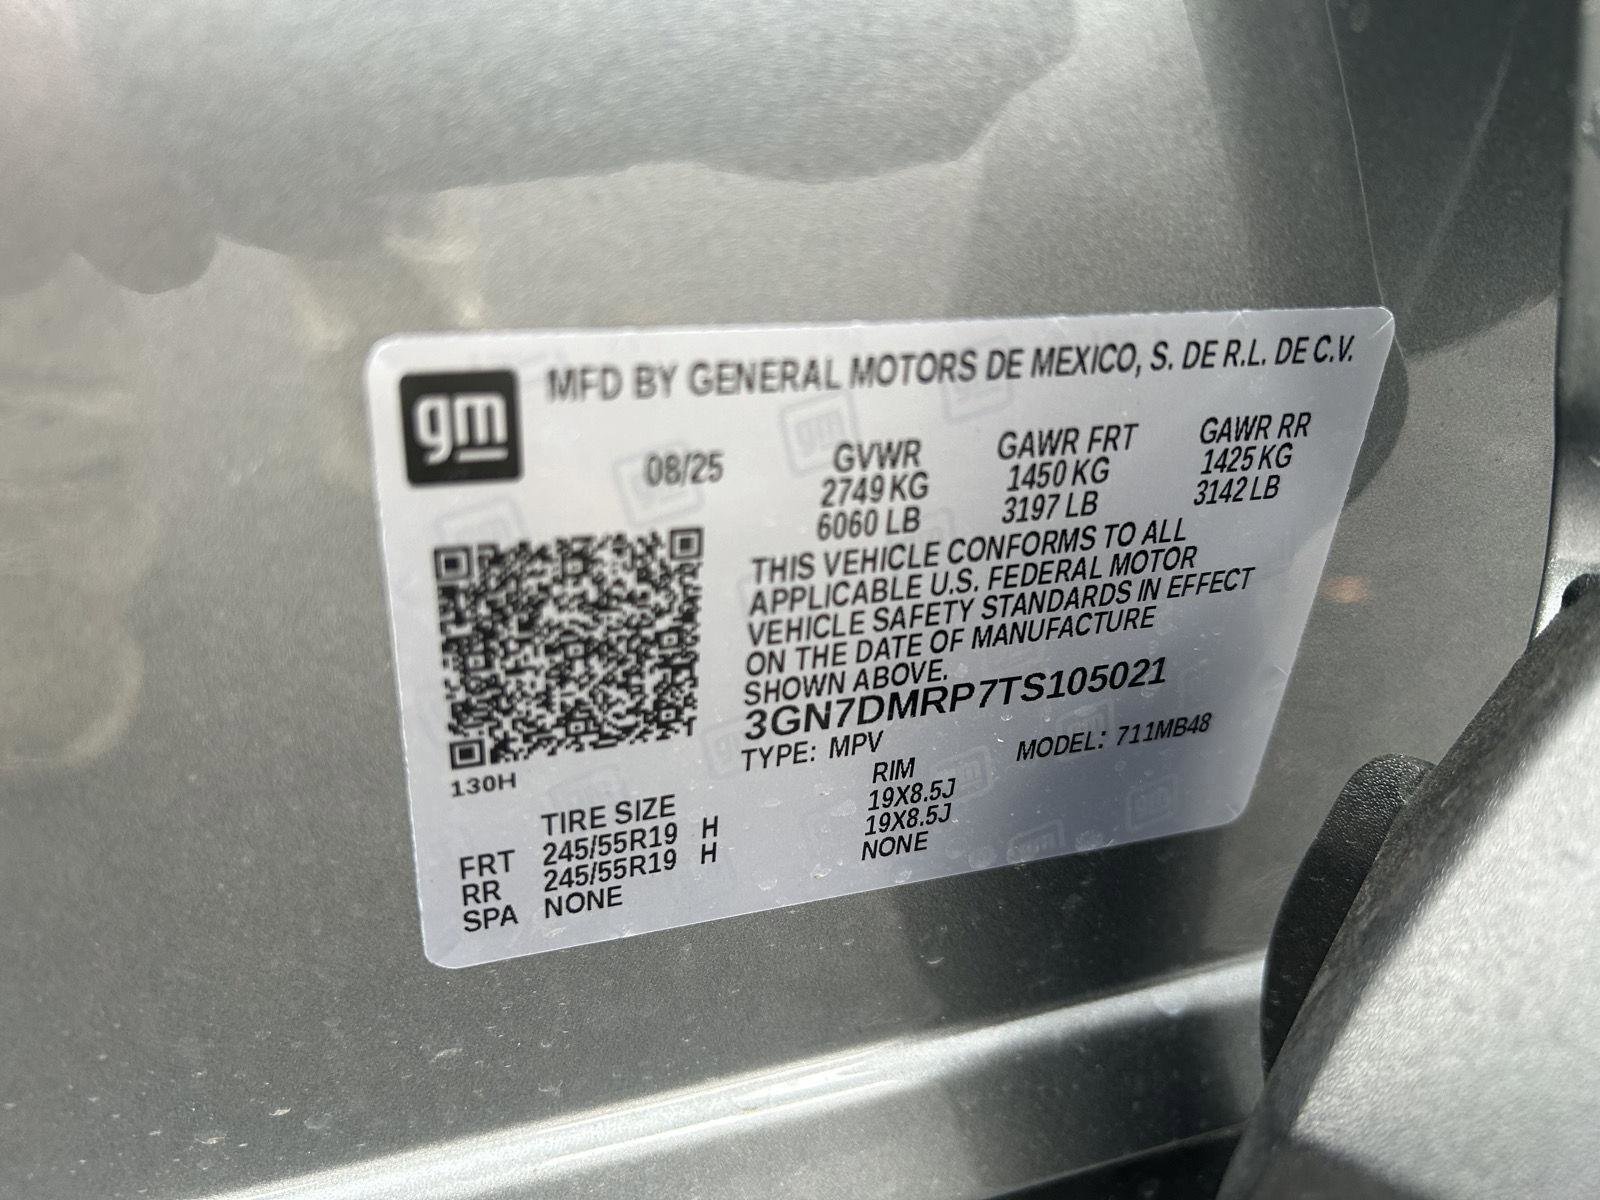 gm MFD BY GENERAL MOTORS DE MEXICO, S. DE R.L. DE C.V.
08/25 GVWR GAWR FRT GAWR RR
2749 KG 1450 KG 1425 KG
6060 LB 3197 LB 3142 LB
THIS VEHICLE CONFORMS TO ALL
APPLICABLE U.S. FEDERAL MOTOR
VEHICLE SAFETY STANDARDS IN EFFECT
ON THE DATE OF MANUFACTURE
SHOWN ABOVE.
3GN7DMRP7TS105021
TYPE: MPV MODEL: 711MB48
130H
TIRE SIZE RIM
FRT 245/55R19 H 19X8.5J
RR 245/55R19 H 19X8.5J
SPA NONE NONE